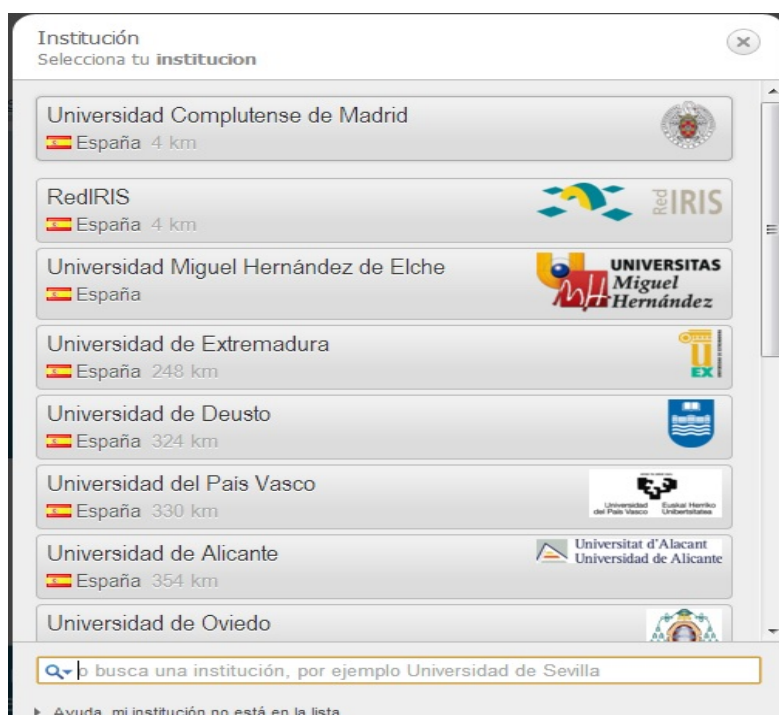 Institución
Selecciona tu institucion
Universidad Complutense de Madrid
España 4 km
RedIRIS
España 4 km
Red IRIS
Universidad Miguel Hernández de Elche
España
UNIVERSITAS
Miguel
Hernández
Universidad de Extremadura
España 248 km
UEX
Universidad de Deusto
España 324 km
Universidad del País Vasco
España 330 km
Universidad Euskal Herriko
del País Vasco Unibertsitatea
Universidad de Alicante
España 354 km
Universitat d'Alacant
Universidad de Alicante
Universidad de Oviedo
o busca una institución, por ejemplo Universidad de Sevilla
Ayuda, mi institución no está en la lista